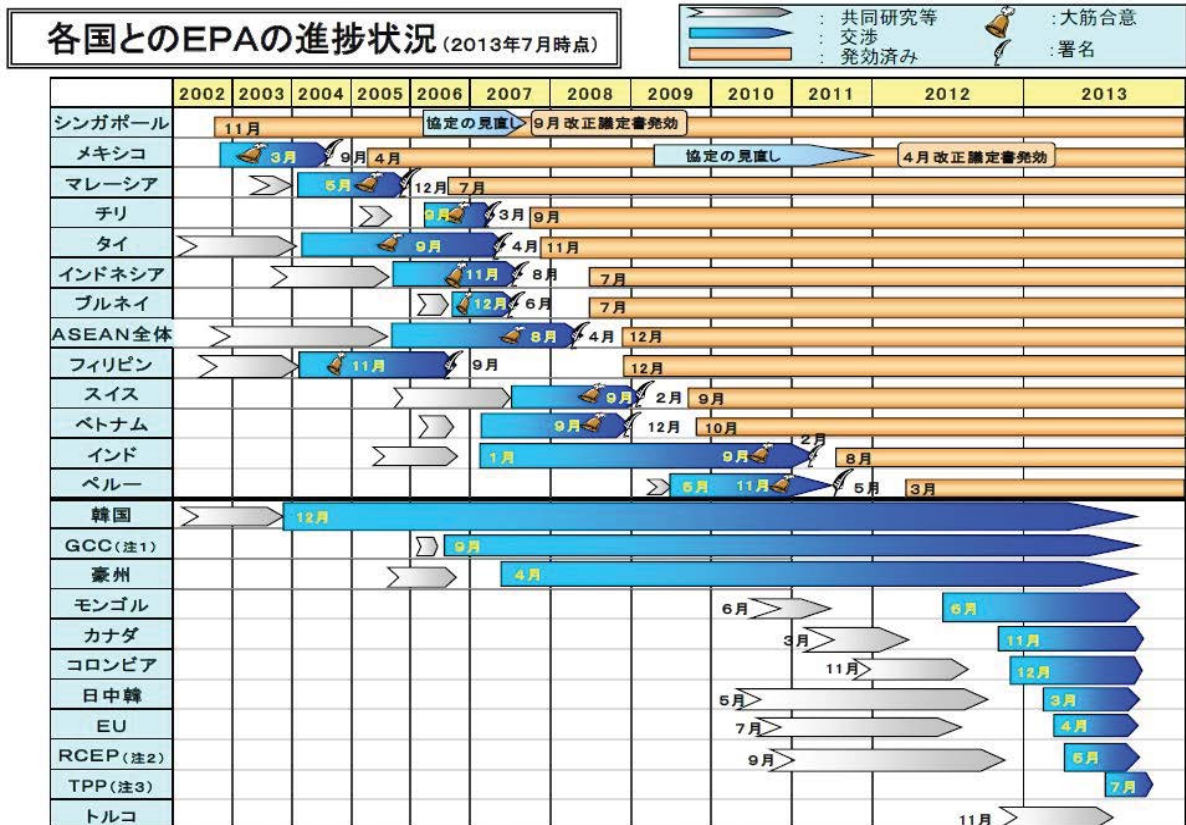 各国とのEPAの進捗状況(2013年7月時点)
: 共同研究等
: 交渉
: 発効済み
:大筋合意
:署名
2002 2003 2004 2005 2006 2007 2008 2009 2010 2011 2012 2013
シンガポール 11月 協定の見直し 9月改正議定書発効
メキシコ 3月 9月 4月 協定の見直し 4月改正議定書発効
マレーシア 5月 12月 7月
チリ 9月 3月 9月
タイ 9月 4月 11月
インドネシア 11月 8月 7月
ブルネイ 12月 6月 7月
ASEAN全体 8月 4月 12月
フィリピン 11月 9月 12月
スイス 9月 2月 9月
ベトナム 9月 12月 10月
インド 1月 9月 2月 8月
ペルー 5月 11月 5月 3月
韓国 12月
GCC(注1) 9月
豪州 4月
モンゴル 6月 6月
カナダ 3月 11月
コロンビア 11月 12月
日中韓 5月 3月
EU 7月 4月
RCEP(注2) 9月 5月
TPP(注3) 7月
トルコ 11月